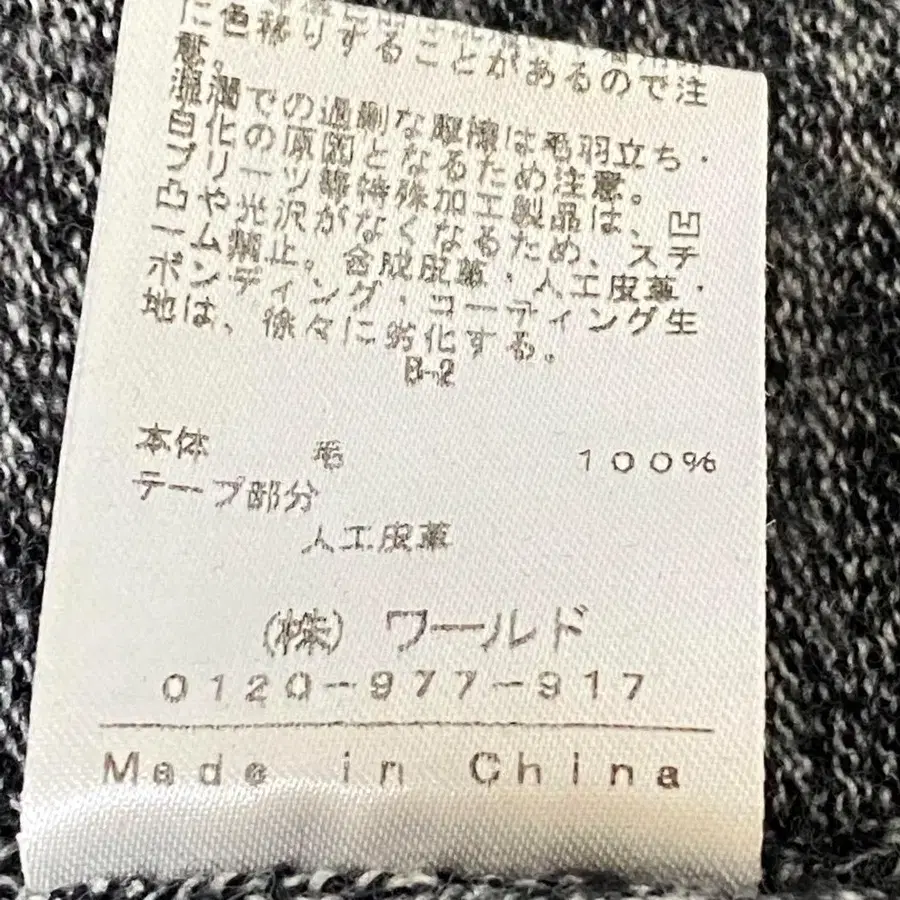 に色移りすることがあるので注
意。
湿潤での過剰な摩擦は毛羽立ち・
白化の原因となるため注意。
プリーツ等特殊加工製品は、凹
凸や光沢がなくなるため、スチ
ーム禁止。合成皮革・人工皮革・
ボンディング・コーティング生
地は、徐々に劣化する。
B-2
本体 毛 100%
テープ部分
人工皮革
(株) ワールド
0120-977-917
Made in China